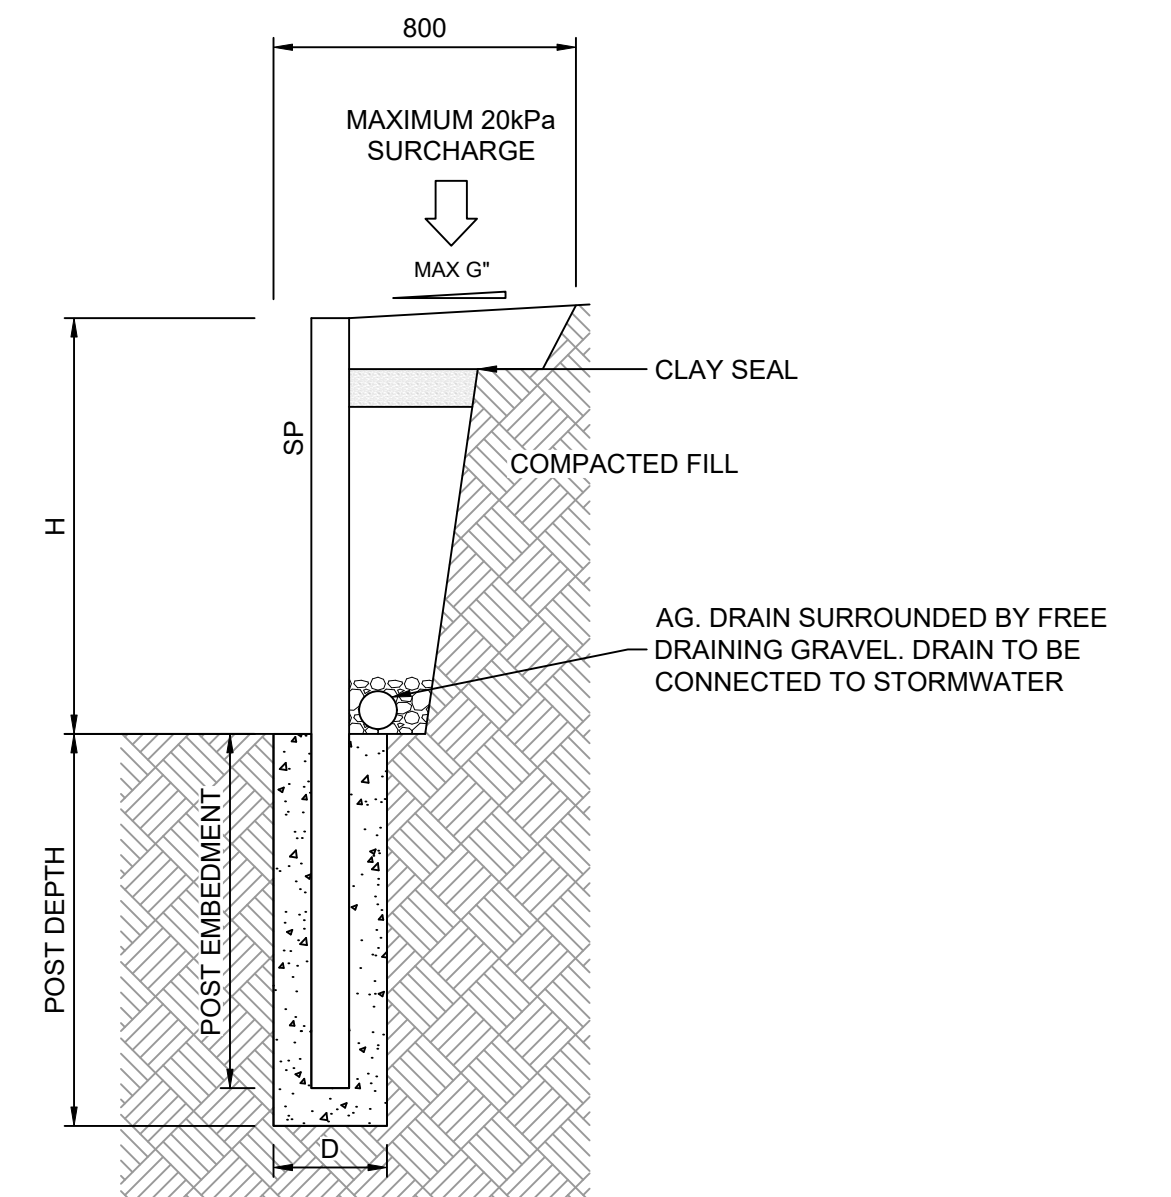 800
MAXIMUM 20kPa
SURCHARGE
MAX G"
CLAY SEAL
SP
COMPACTED FILL
H
AG. DRAIN SURROUNDED BY FREE
DRAINING GRAVEL. DRAIN TO BE
CONNECTED TO STORMWATER
POST EMBEDMENT
POST DEPTH
D